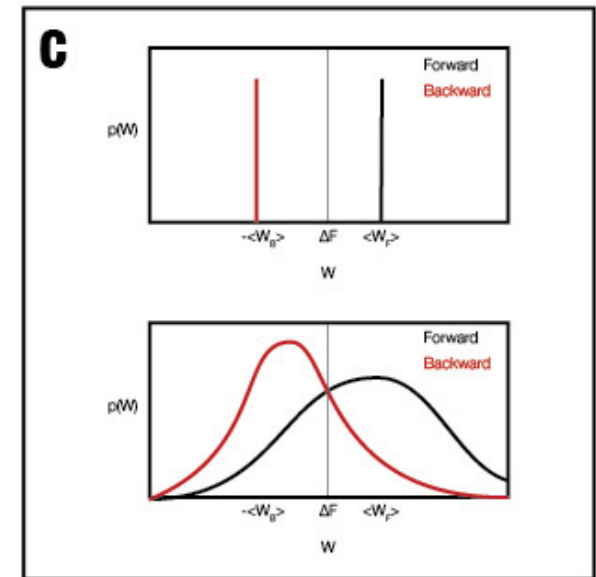 C
Forward
Backward
p(W)
-<W_B> ΔF <W_F>
W
Forward
Backward
p(W)
-<W_B> ΔF <W_F>
W